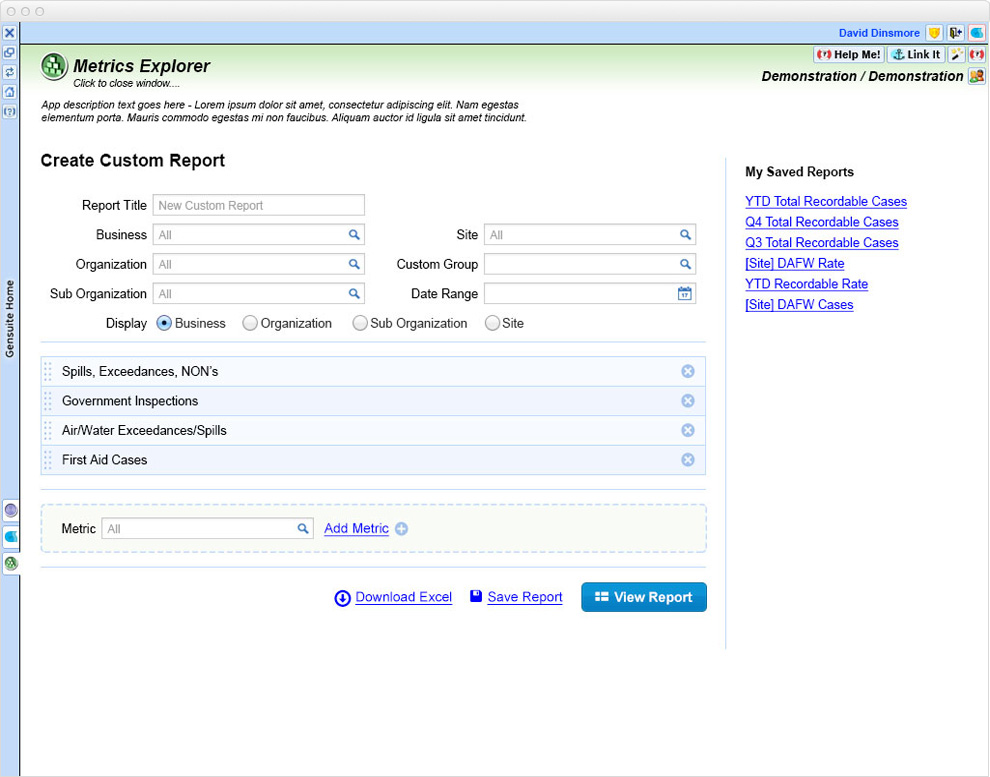 David Dinsmore
Help Me!
Link It
Metrics Explorer
Click to close window....
Demonstration / Demonstration
App description text goes here - Lorem ipsum dolor sit amet, consectetur adipiscing elit. Nam egestas
elementum porta. Mauris commodo egestas mi non faucibus. Aliquam auctor id ligula sit amet tincidunt.
Gensuite Home
Create Custom Report
Report Title New Custom Report
Business All
Site All
Organization All
Custom Group
Sub Organization All
Date Range 17
Display Business Organization Sub Organization Site
Spills, Exceedances, NON's
Government Inspections
Air/Water Exceedances/Spills
First Aid Cases
Metric All Add Metric
Download Excel Save Report View Report
My Saved Reports
YTD Total Recordable Cases
Q4 Total Recordable Cases
Q3 Total Recordable Cases
[Site] DAFW Rate
YTD Recordable Rate
[Site] DAFW Cases